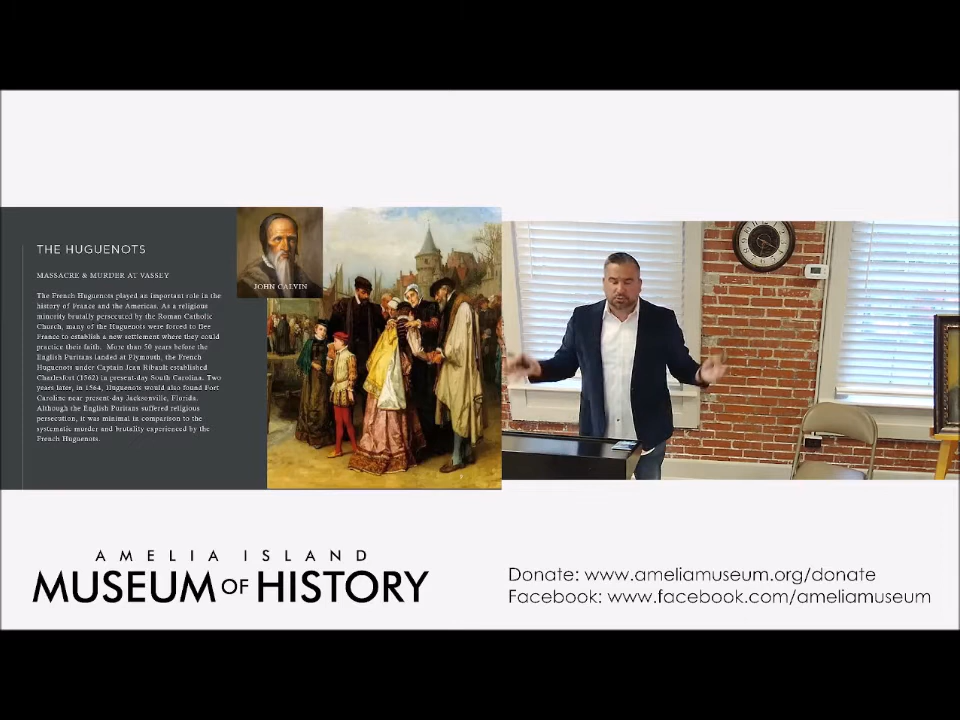 THE HUGUENOTS
MASSACRE & MURDER AT VASSEY
The French Huguenots played an important role in the
history of France and the Americas. As a religious
minority brutally persecuted by the Roman Catholic
Church, many of the Huguenots were forced to flee
France to establish a new settlement where they could
practice their faith. More than 50 years before the
English Puritans landed at Plymouth, the French
Huguenots under Captain Jean Ribault established
Charlesfort (1562) in present-day South Carolina. Two
years later, in 1564, Huguenots would also found Fort
Caroline near present-day Jacksonville, Florida.
Although the English Puritans suffered religious
persecution, it was minimal in comparison to the
systematic murder and brutality experienced by the
French Huguenots.
JOHN CALVIN
AMELIA ISLAND
MUSEUM OF HISTORY
Donate: www.ameliamuseum.org/donate
Facebook: www.facebook.com/ameliamuseum